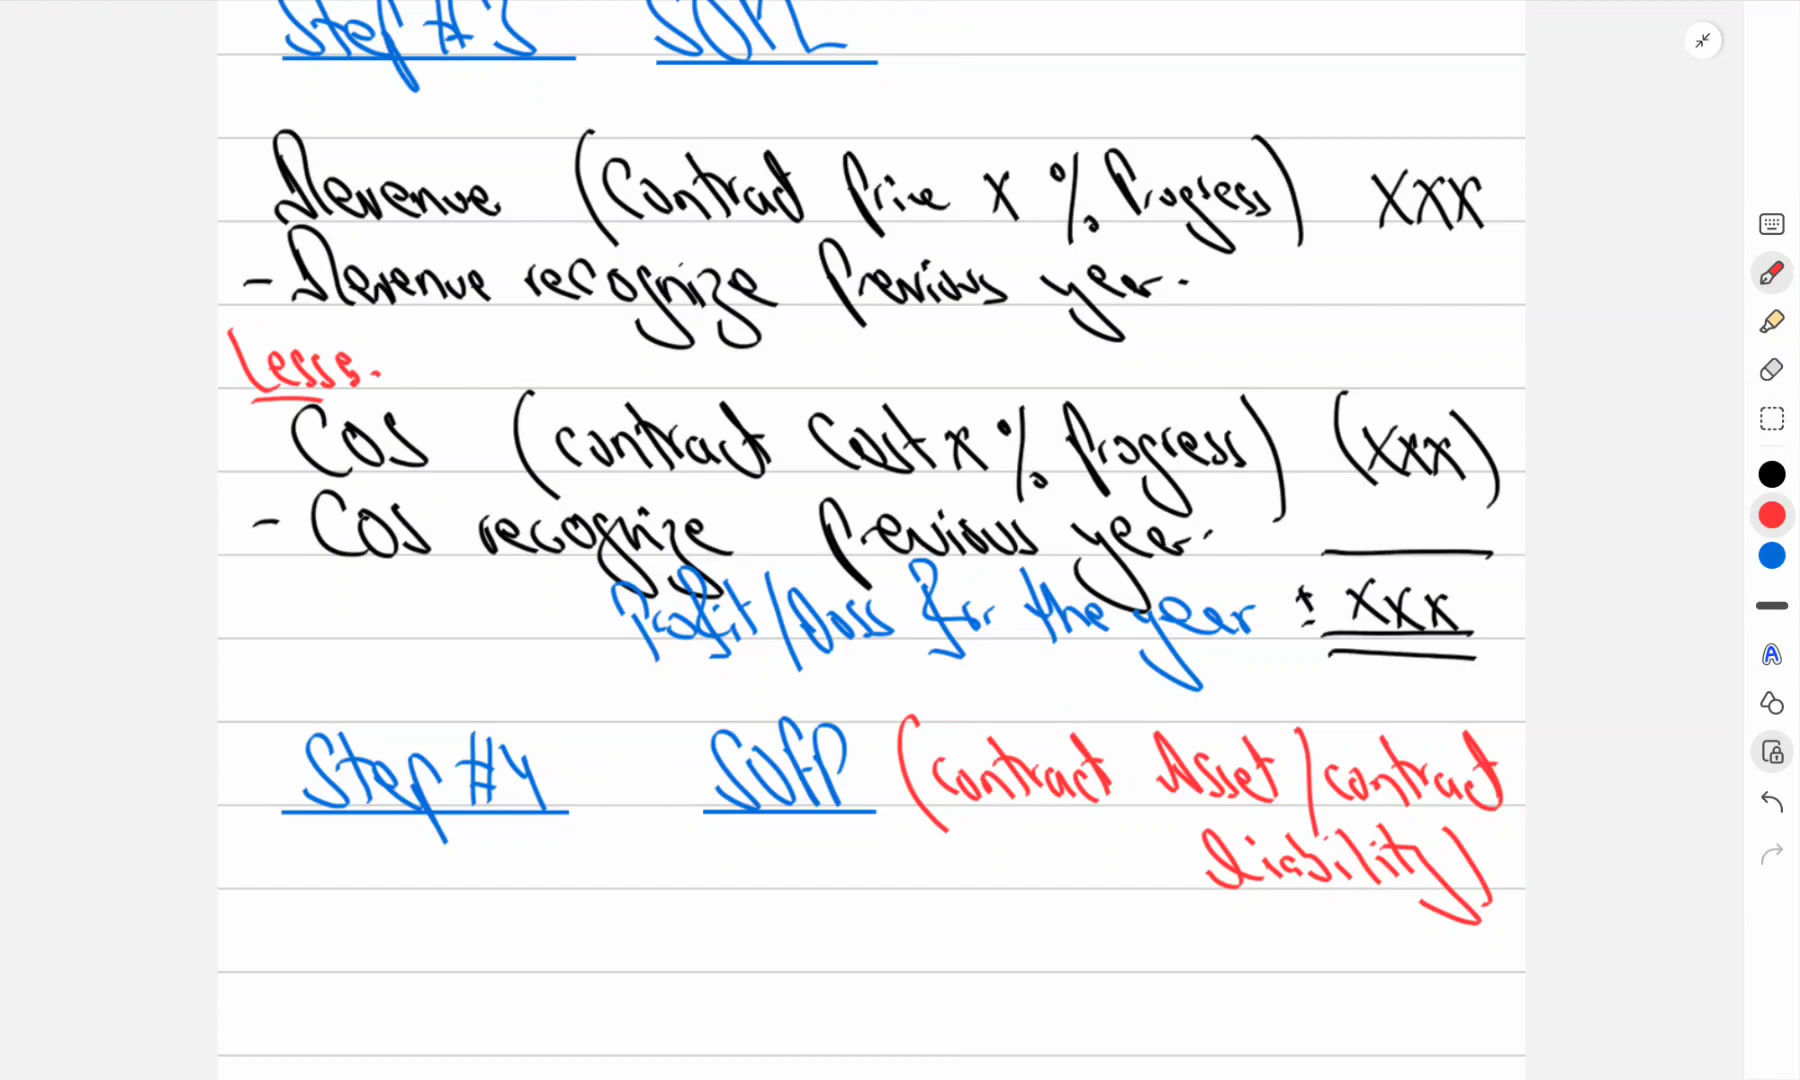 Step #3 SOPL
Revenue (Contract Price x % Progress) XXX
- Revenue recognize Previous year.
Less.
COS (contract Cost x % Progress) (XXX)
- COS recognize Previous year.
Profit/Loss for the year ± XXX
Step #4 SOFP (contract Asset/contract
liability)